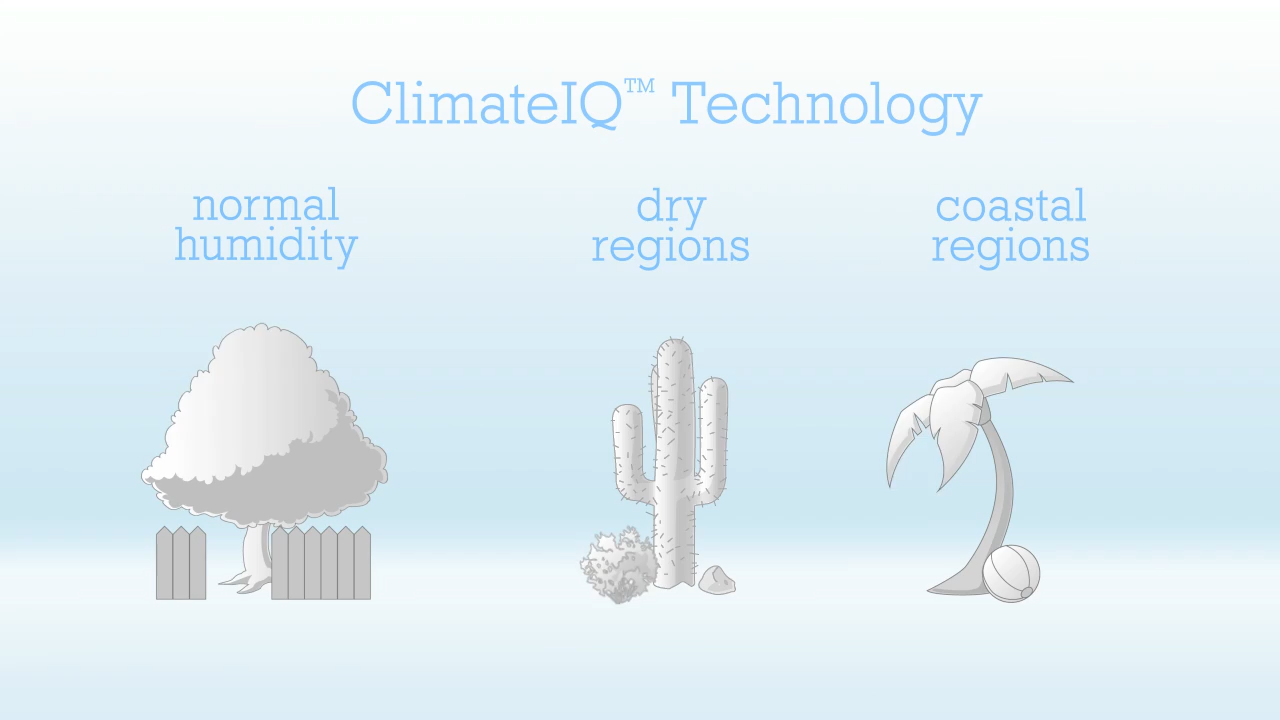 ClimateIQ™ Technology
normal
humidity
dry
regions
coastal
regions